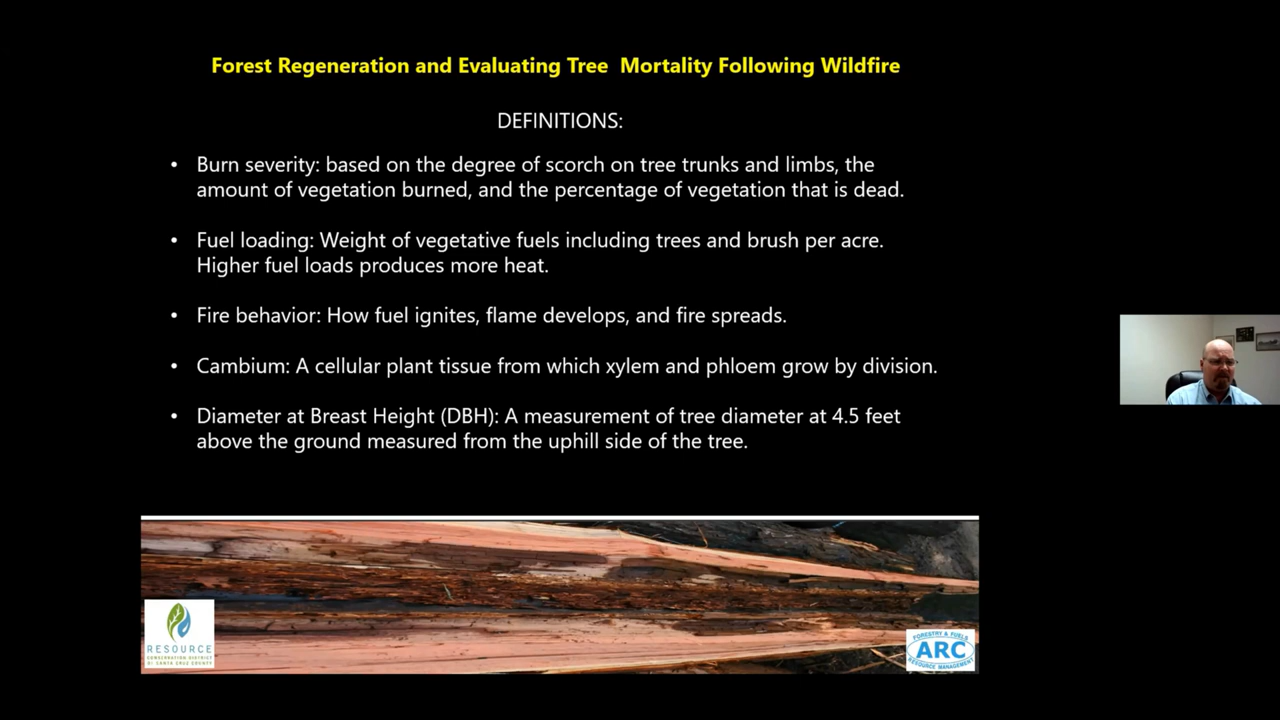 Forest Regeneration and Evaluating Tree Mortality Following Wildfire
DEFINITIONS:
• Burn severity: based on the degree of scorch on tree trunks and limbs, the
amount of vegetation burned, and the percentage of vegetation that is dead.
• Fuel loading: Weight of vegetative fuels including trees and brush per acre.
Higher fuel loads produces more heat.
• Fire behavior: How fuel ignites, flame develops, and fire spreads.
• Cambium: A cellular plant tissue from which xylem and phloem grow by division.
• Diameter at Breast Height (DBH): A measurement of tree diameter at 4.5 feet
above the ground measured from the uphill side of the tree.
RESOURCE
CONSERVATION DISTRICT
OF SANTA CRUZ COUNTY
FORESTRY & FUELS
ARC
RESOURCE MANAGEMENT